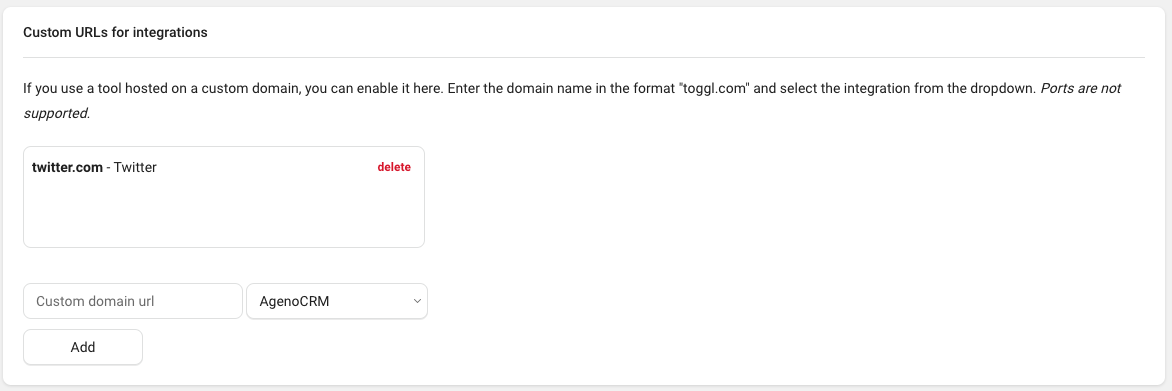 Custom URLs for integrations
If you use a tool hosted on a custom domain, you can enable it here. Enter the domain name in the format "toggl.com" and select the integration from the dropdown. Ports are not
supported.
twitter.com - Twitter delete
Custom domain url AgenoCRM
Add